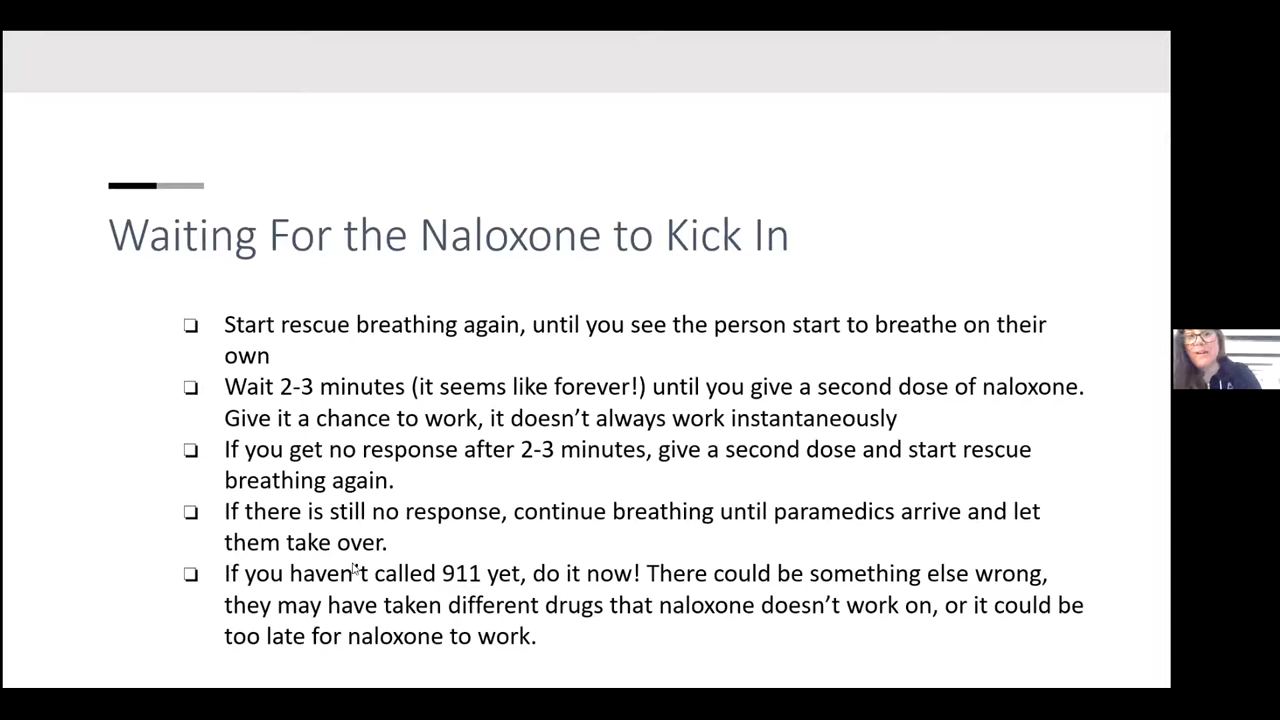 Waiting For the Naloxone to Kick In
Start rescue breathing again, until you see the person start to breathe on their
own
Wait 2-3 minutes (it seems like forever!) until you give a second dose of naloxone.
Give it a chance to work, it doesn’t always work instantaneously
If you get no response after 2-3 minutes, give a second dose and start rescue
breathing again.
If there is still no response, continue breathing until paramedics arrive and let
them take over.
If you haven’t called 911 yet, do it now! There could be something else wrong,
they may have taken different drugs that naloxone doesn’t work on, or it could be
too late for naloxone to work.